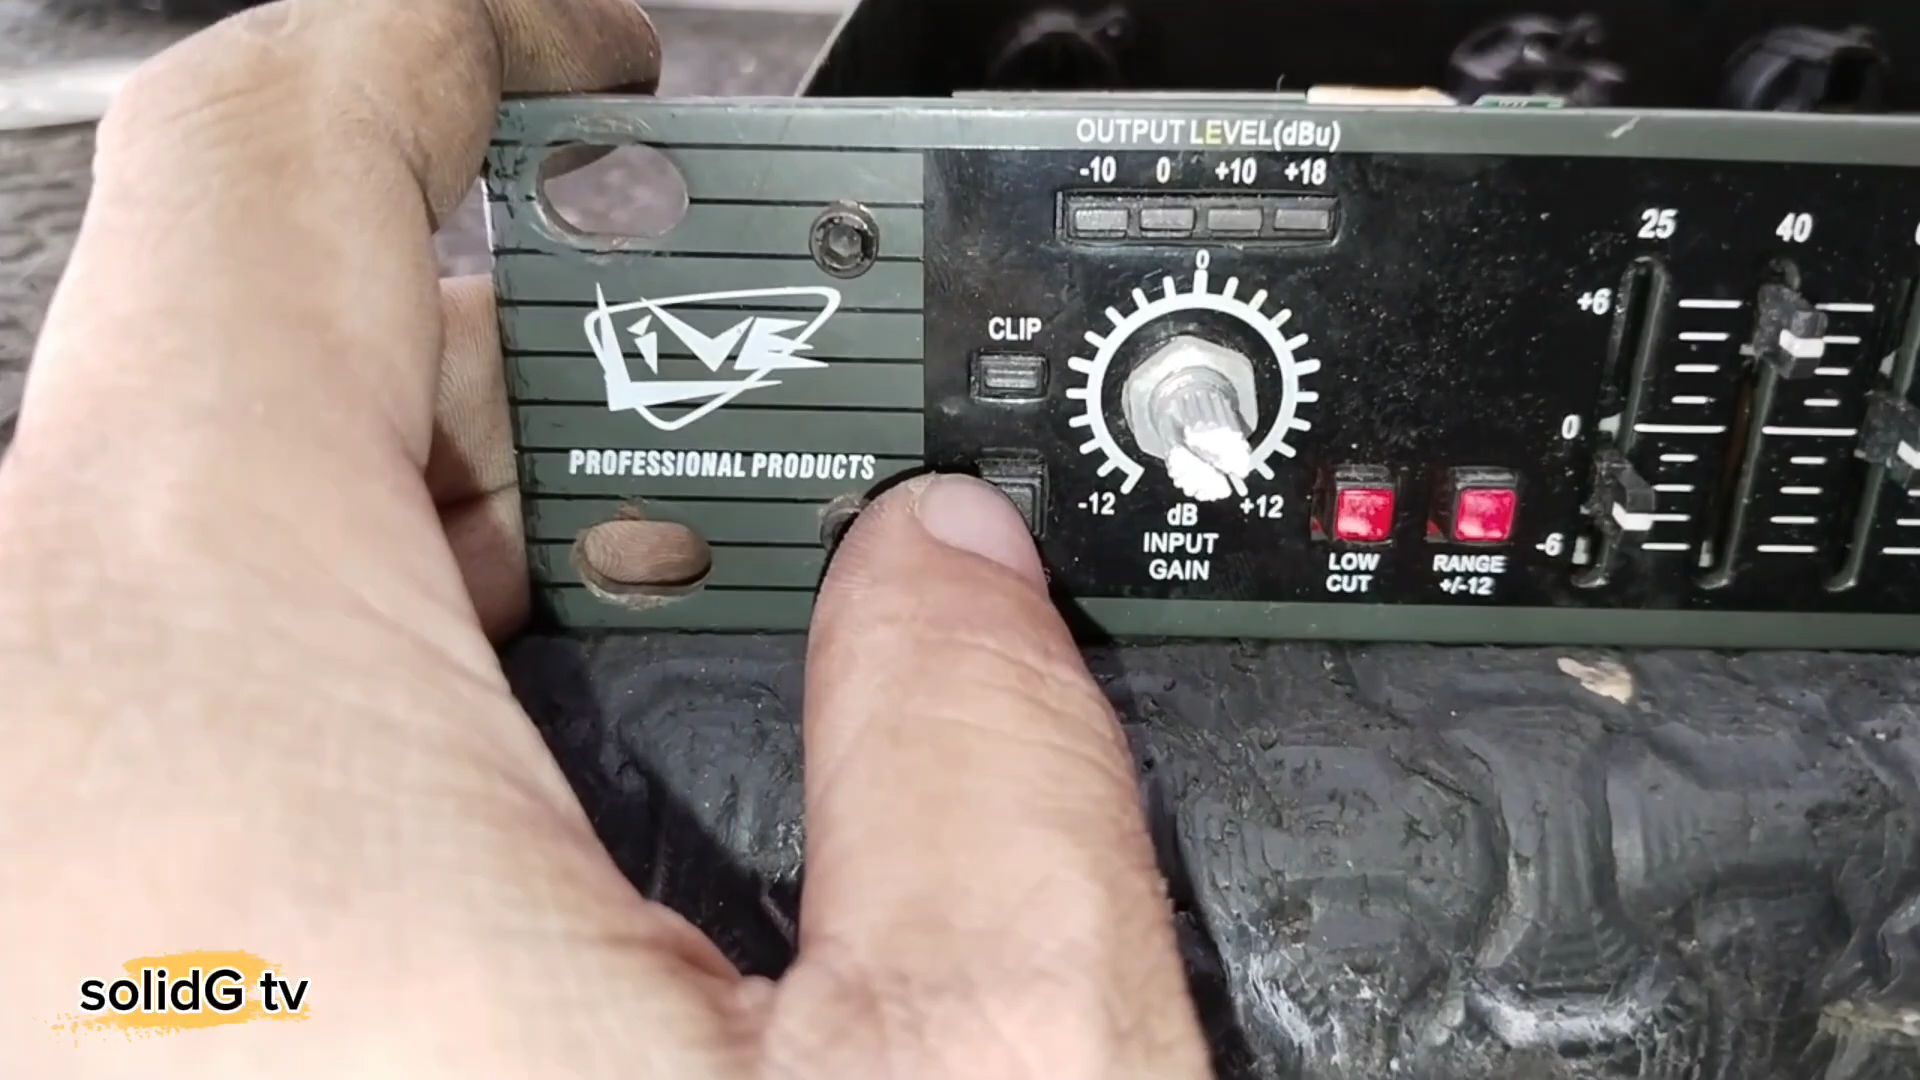 OUTPUT LEVEL(dBu)
-10 0 +10 +18
25 40
0
+6
CLIP
LiVE
0
PROFESSIONAL PRODUCTS
-12 +12
dB
INPUT
GAIN
-6
LOW
CUT
RANGE
+/-12
solidG tv